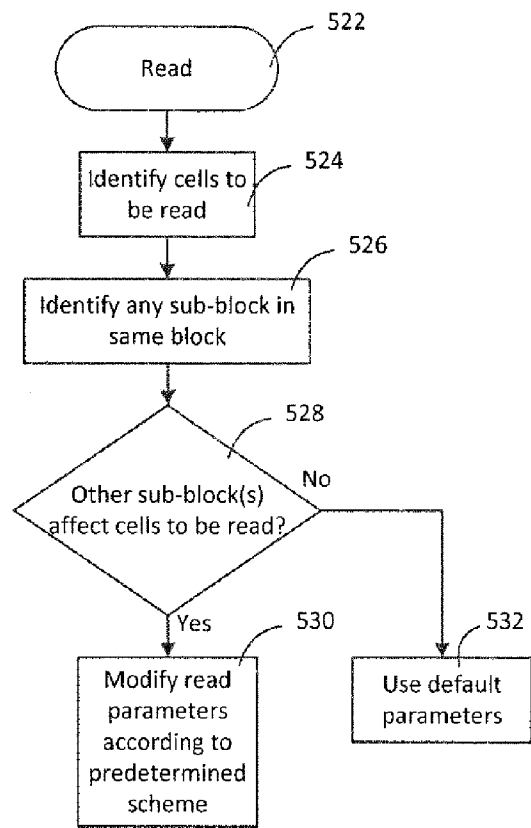 522
Read
524
Identify cells to
be read
526
Identify any sub-block in
same block
528
No
Other sub-block(s)
affect cells to be read?
Yes
530
532
Modify read
parameters
according to
predetermined
scheme
Use default
parameters